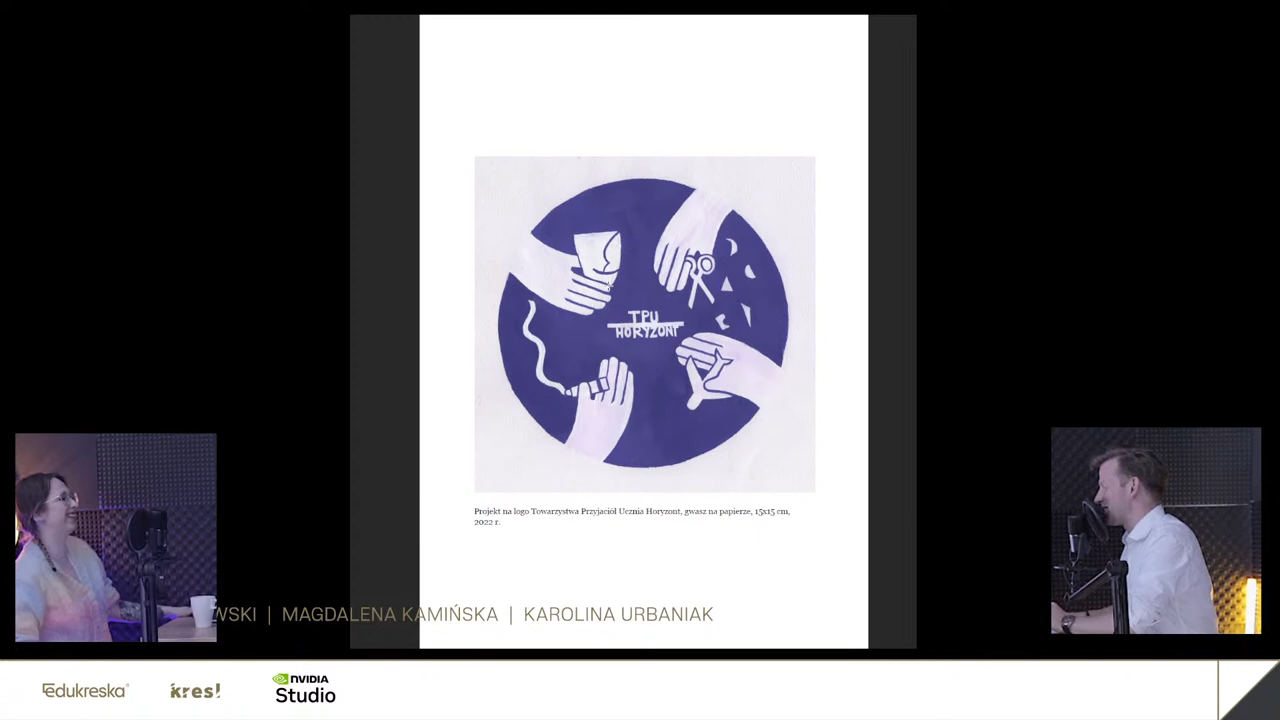 TPU
HORYZONT
Projekt na logo Towarzystwa Przyjaciół Ucznia Horyzont, gwasz na papierze, 15x15 cm,
2022 r.
WSKI | MAGDALENA KAMIŃSKA | KAROLINA URBANIAK
Edukreska
kres!
NVIDIA
Studio